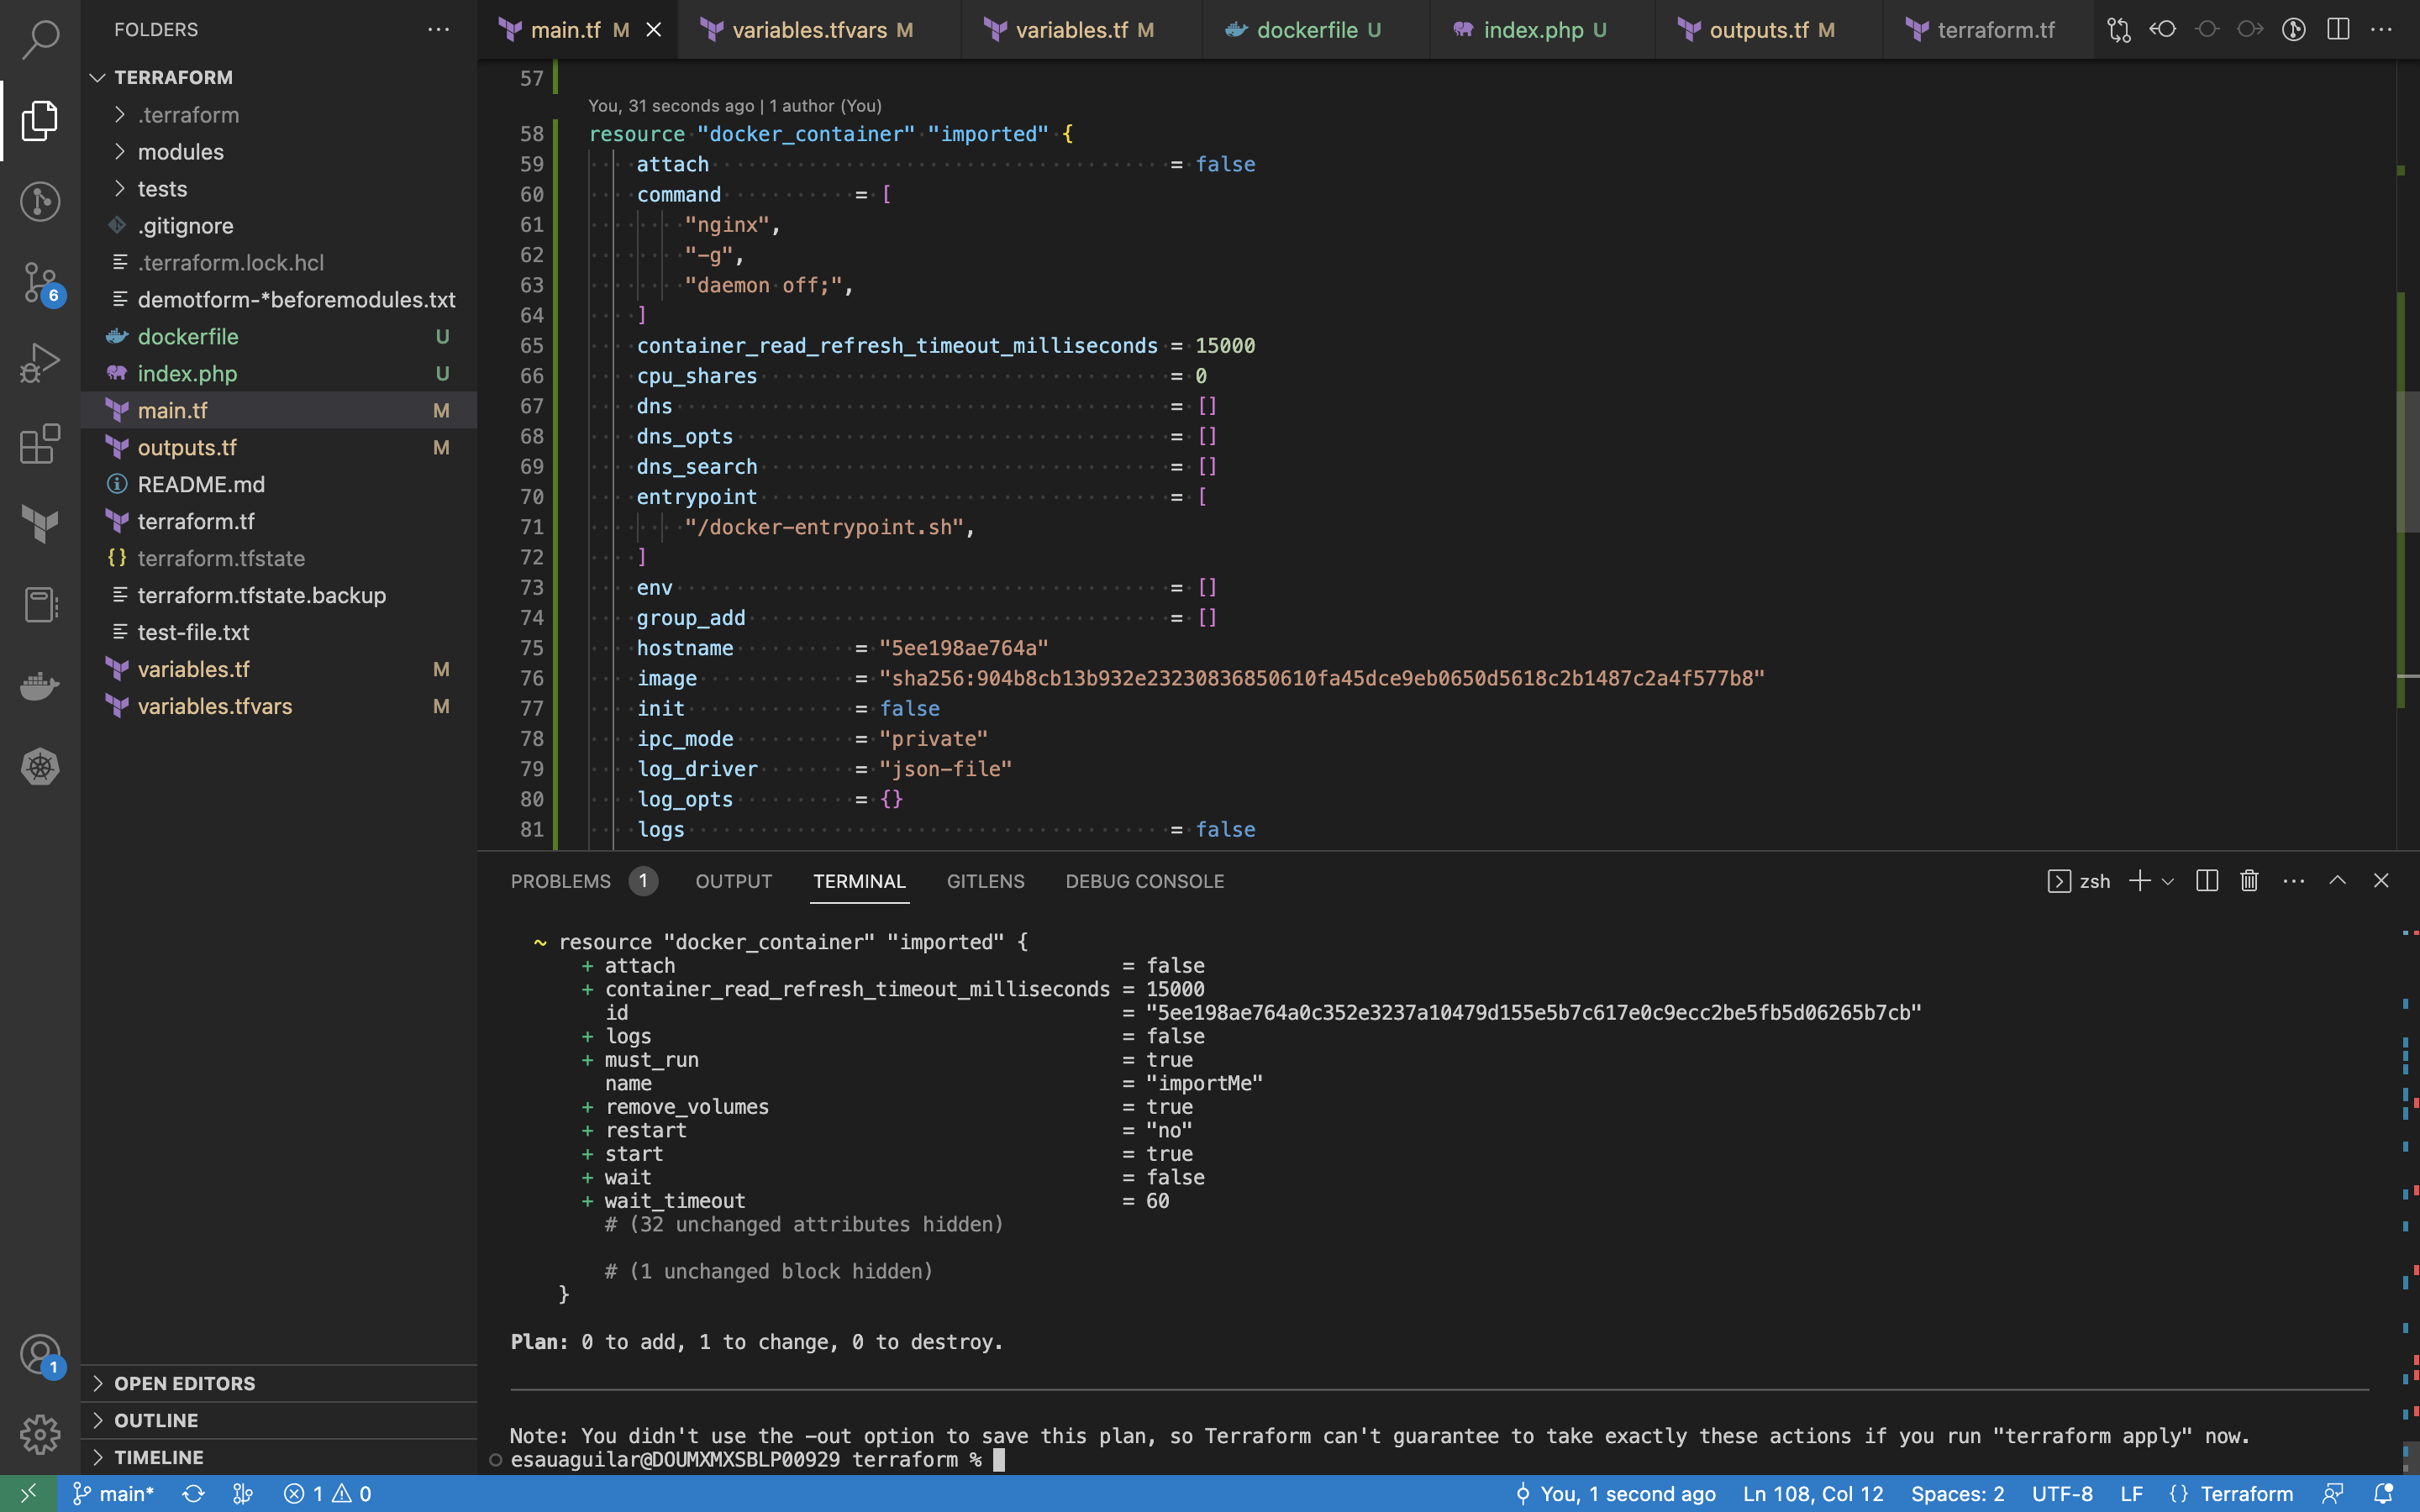 FOLDERS
TERRAFORM
.terraform
modules
tests
.gitignore
.terraform.lock.hcl
demotform-*beforemodules.txt
dockerfile U
index.php U
main.tf M
outputs.tf M
README.md
terraform.tf
terraform.tfstate
terraform.tfstate.backup
test-file.txt
variables.tf M
variables.tfvars M
OPEN EDITORS
OUTLINE
TIMELINE
6
1
main.tf M variables.tfvars M variables.tf M dockerfile U index.php U outputs.tf M terraform.tf
57
You, 31 seconds ago | 1 author (You)
58 resource "docker_container" "imported" {
59 attach = false
60 command = [
61 "nginx",
62 "-g",
63 "daemon off;",
64 ]
65 container_read_refresh_timeout_milliseconds = 15000
66 cpu_shares = 0
67 dns = []
68 dns_opts = []
69 dns_search = []
70 entrypoint = [
71 "/docker-entrypoint.sh",
72 ]
73 env = []
74 group_add = []
75 hostname = "5ee198ae764a"
76 image = "sha256:904b8cb13b932e23230836850610fa45dce9eb0650d5618c2b1487c2a4f577b8"
77 init = false
78 ipc_mode = "private"
79 log_driver = "json-file"
80 log_opts = {}
81 logs = false
PROBLEMS 1 OUTPUT TERMINAL GITLENS DEBUG CONSOLE zsh
~ resource "docker_container" "imported" {
+ attach = false
+ container_read_refresh_timeout_milliseconds = 15000
id = "5ee198ae764a0c352e3237a10479d155e5b7c617e0c9ecc2be5fb5d06265b7cb"
+ logs = false
+ must_run = true
name = "importMe"
+ remove_volumes = true
+ restart = "no"
+ start = true
+ wait = false
+ wait_timeout = 60
# (32 unchanged attributes hidden)
# (1 unchanged block hidden)
}
Plan: 0 to add, 1 to change, 0 to destroy.
Note: You didn't use the -out option to save this plan, so Terraform can't guarantee to take exactly these actions if you run "terraform apply" now.
esauaguilar@DOUMXMXSBLP00929 terraform %
main* 1 0 You, 1 second ago Ln 108, Col 12 Spaces: 2 UTF-8 LF {} Terraform